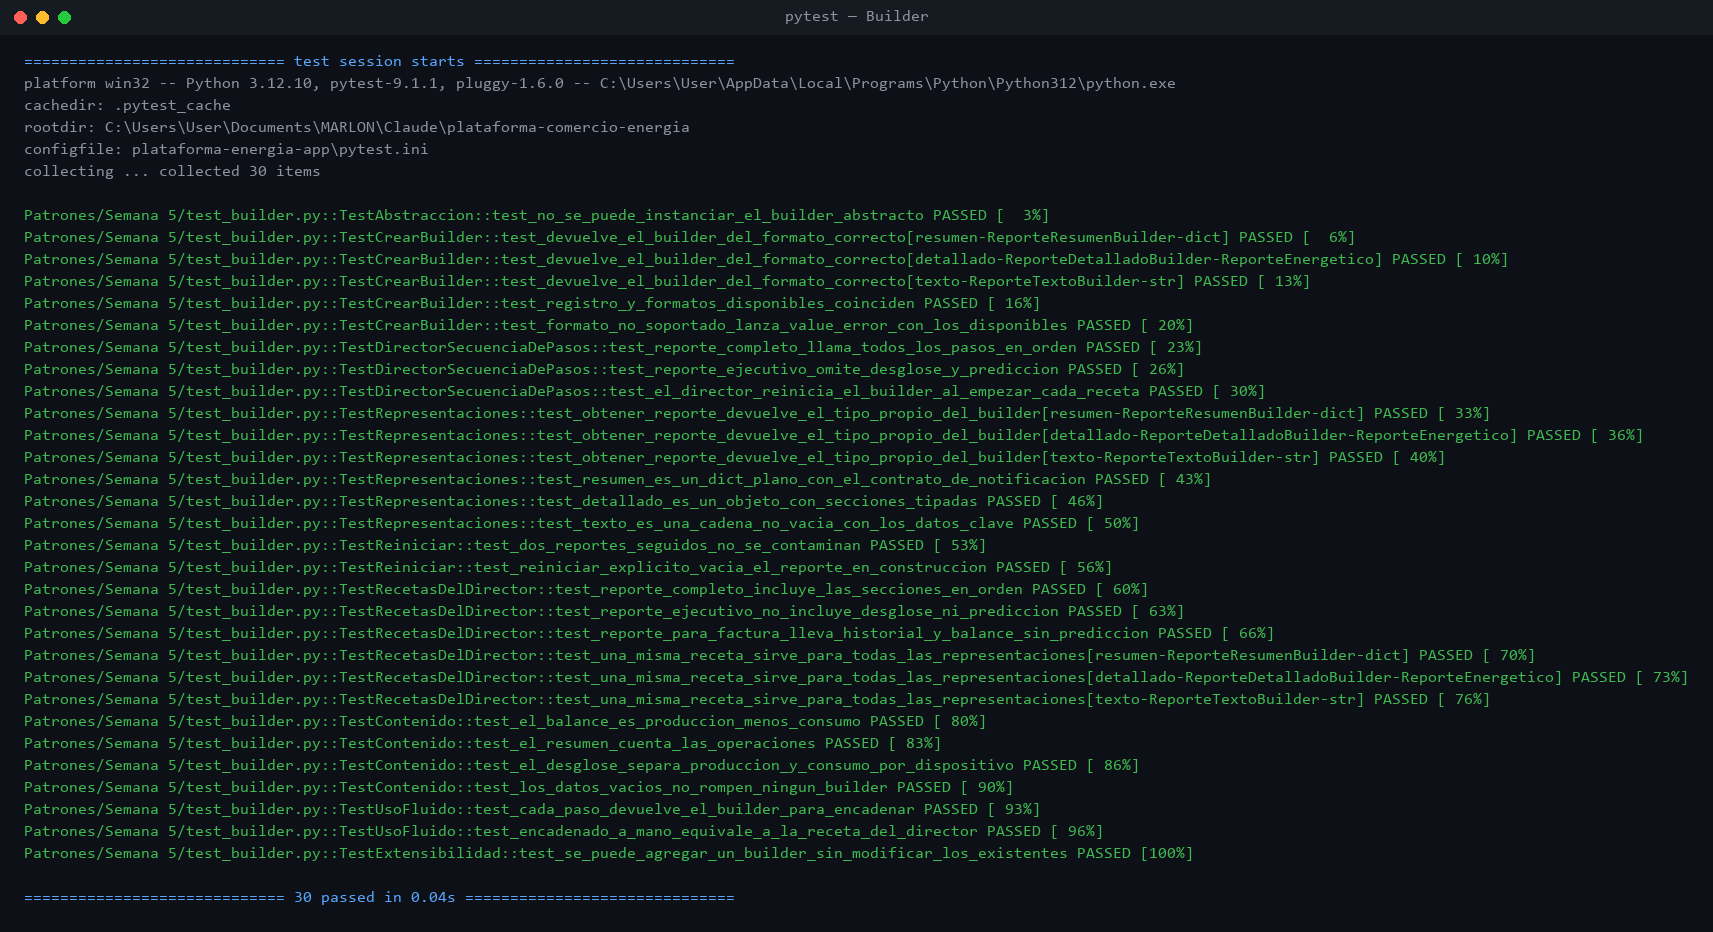 pytest — Builder
============================= test session starts =============================
platform win32 -- Python 3.12.10, pytest-9.1.1, pluggy-1.6.0 -- C:\Users\User\AppData\Local\Programs\Python\Python312\python.exe
cachedir: .pytest_cache
rootdir: C:\Users\User\Documents\MARLON\Claude\plataforma-comercio-energia
configfile: plataforma-energia-app\pytest.ini
collecting ... collected 30 items
Patrones/Semana 5/test_builder.py::TestAbstraccion::test_no_se_puede_instanciar_el_builder_abstracto PASSED [  3%]
Patrones/Semana 5/test_builder.py::TestCrearBuilder::test_devuelve_el_builder_del_formato_correcto[resumen-ReporteResumenBuilder-dict] PASSED [  6%]
Patrones/Semana 5/test_builder.py::TestCrearBuilder::test_devuelve_el_builder_del_formato_correcto[detallado-ReporteDetalladoBuilder-ReporteEnergetico] PASSED [ 10%]
Patrones/Semana 5/test_builder.py::TestCrearBuilder::test_devuelve_el_builder_del_formato_correcto[texto-ReporteTextoBuilder-str] PASSED [ 13%]
Patrones/Semana 5/test_builder.py::TestCrearBuilder::test_registro_y_formatos_disponibles_coinciden PASSED [ 16%]
Patrones/Semana 5/test_builder.py::TestCrearBuilder::test_formato_no_soportado_lanza_value_error_con_los_disponibles PASSED [ 20%]
Patrones/Semana 5/test_builder.py::TestDirectorSecuenciaDePasos::test_reporte_completo_llama_todos_los_pasos_en_orden PASSED [ 23%]
Patrones/Semana 5/test_builder.py::TestDirectorSecuenciaDePasos::test_reporte_ejecutivo_omite_desglose_y_prediccion PASSED [ 26%]
Patrones/Semana 5/test_builder.py::TestDirectorSecuenciaDePasos::test_el_director_reinicia_el_builder_al_empezar_cada_receta PASSED [ 30%]
Patrones/Semana 5/test_builder.py::TestRepresentaciones::test_obtener_reporte_devuelve_el_tipo_propio_del_builder[resumen-ReporteResumenBuilder-dict] PASSED [ 33%]
Patrones/Semana 5/test_builder.py::TestRepresentaciones::test_obtener_reporte_devuelve_el_tipo_propio_del_builder[detallado-ReporteDetalladoBuilder-ReporteEnergetico] PASSED [ 36%]
Patrones/Semana 5/test_builder.py::TestRepresentaciones::test_obtener_reporte_devuelve_el_tipo_propio_del_builder[texto-ReporteTextoBuilder-str] PASSED [ 40%]
Patrones/Semana 5/test_builder.py::TestRepresentaciones::test_resumen_es_un_dict_plano_con_el_contrato_de_notificacion PASSED [ 43%]
Patrones/Semana 5/test_builder.py::TestRepresentaciones::test_detallado_es_un_objeto_con_secciones_tipadas PASSED [ 46%]
Patrones/Semana 5/test_builder.py::TestRepresentaciones::test_texto_es_una_cadena_no_vacia_con_los_datos_clave PASSED [ 50%]
Patrones/Semana 5/test_builder.py::TestReiniciar::test_dos_reportes_seguidos_no_se_contaminan PASSED [ 53%]
Patrones/Semana 5/test_builder.py::TestReiniciar::test_reiniciar_explicito_vacia_el_reporte_en_construccion PASSED [ 56%]
Patrones/Semana 5/test_builder.py::TestRecetasDelDirector::test_reporte_completo_incluye_las_secciones_en_orden PASSED [ 60%]
Patrones/Semana 5/test_builder.py::TestRecetasDelDirector::test_reporte_ejecutivo_no_incluye_desglose_ni_prediccion PASSED [ 63%]
Patrones/Semana 5/test_builder.py::TestRecetasDelDirector::test_reporte_para_factura_lleva_historial_y_balance_sin_prediccion PASSED [ 66%]
Patrones/Semana 5/test_builder.py::TestRecetasDelDirector::test_una_misma_receta_sirve_para_todas_las_representaciones[resumen-ReporteResumenBuilder-dict] PASSED [ 70%]
Patrones/Semana 5/test_builder.py::TestRecetasDelDirector::test_una_misma_receta_sirve_para_todas_las_representaciones[detallado-ReporteDetalladoBuilder-ReporteEnergetico] PASSED [ 73%]
Patrones/Semana 5/test_builder.py::TestRecetasDelDirector::test_una_misma_receta_sirve_para_todas_las_representaciones[texto-ReporteTextoBuilder-str] PASSED [ 76%]
Patrones/Semana 5/test_builder.py::TestContenido::test_el_balance_es_produccion_menos_consumo PASSED [ 80%]
Patrones/Semana 5/test_builder.py::TestContenido::test_el_resumen_cuenta_las_operaciones PASSED [ 83%]
Patrones/Semana 5/test_builder.py::TestContenido::test_el_desglose_separa_produccion_y_consumo_por_dispositivo PASSED [ 86%]
Patrones/Semana 5/test_builder.py::TestContenido::test_los_datos_vacios_no_rompen_ningun_builder PASSED [ 90%]
Patrones/Semana 5/test_builder.py::TestUsoFluido::test_cada_paso_devuelve_el_builder_para_encadenar PASSED [ 93%]
Patrones/Semana 5/test_builder.py::TestUsoFluido::test_encadenado_a_mano_equivale_a_la_receta_del_director PASSED [ 96%]
Patrones/Semana 5/test_builder.py::TestExtensibilidad::test_se_puede_agregar_un_builder_sin_modificar_los_existentes PASSED [100%]
============================= 30 passed in 0.04s ==============================